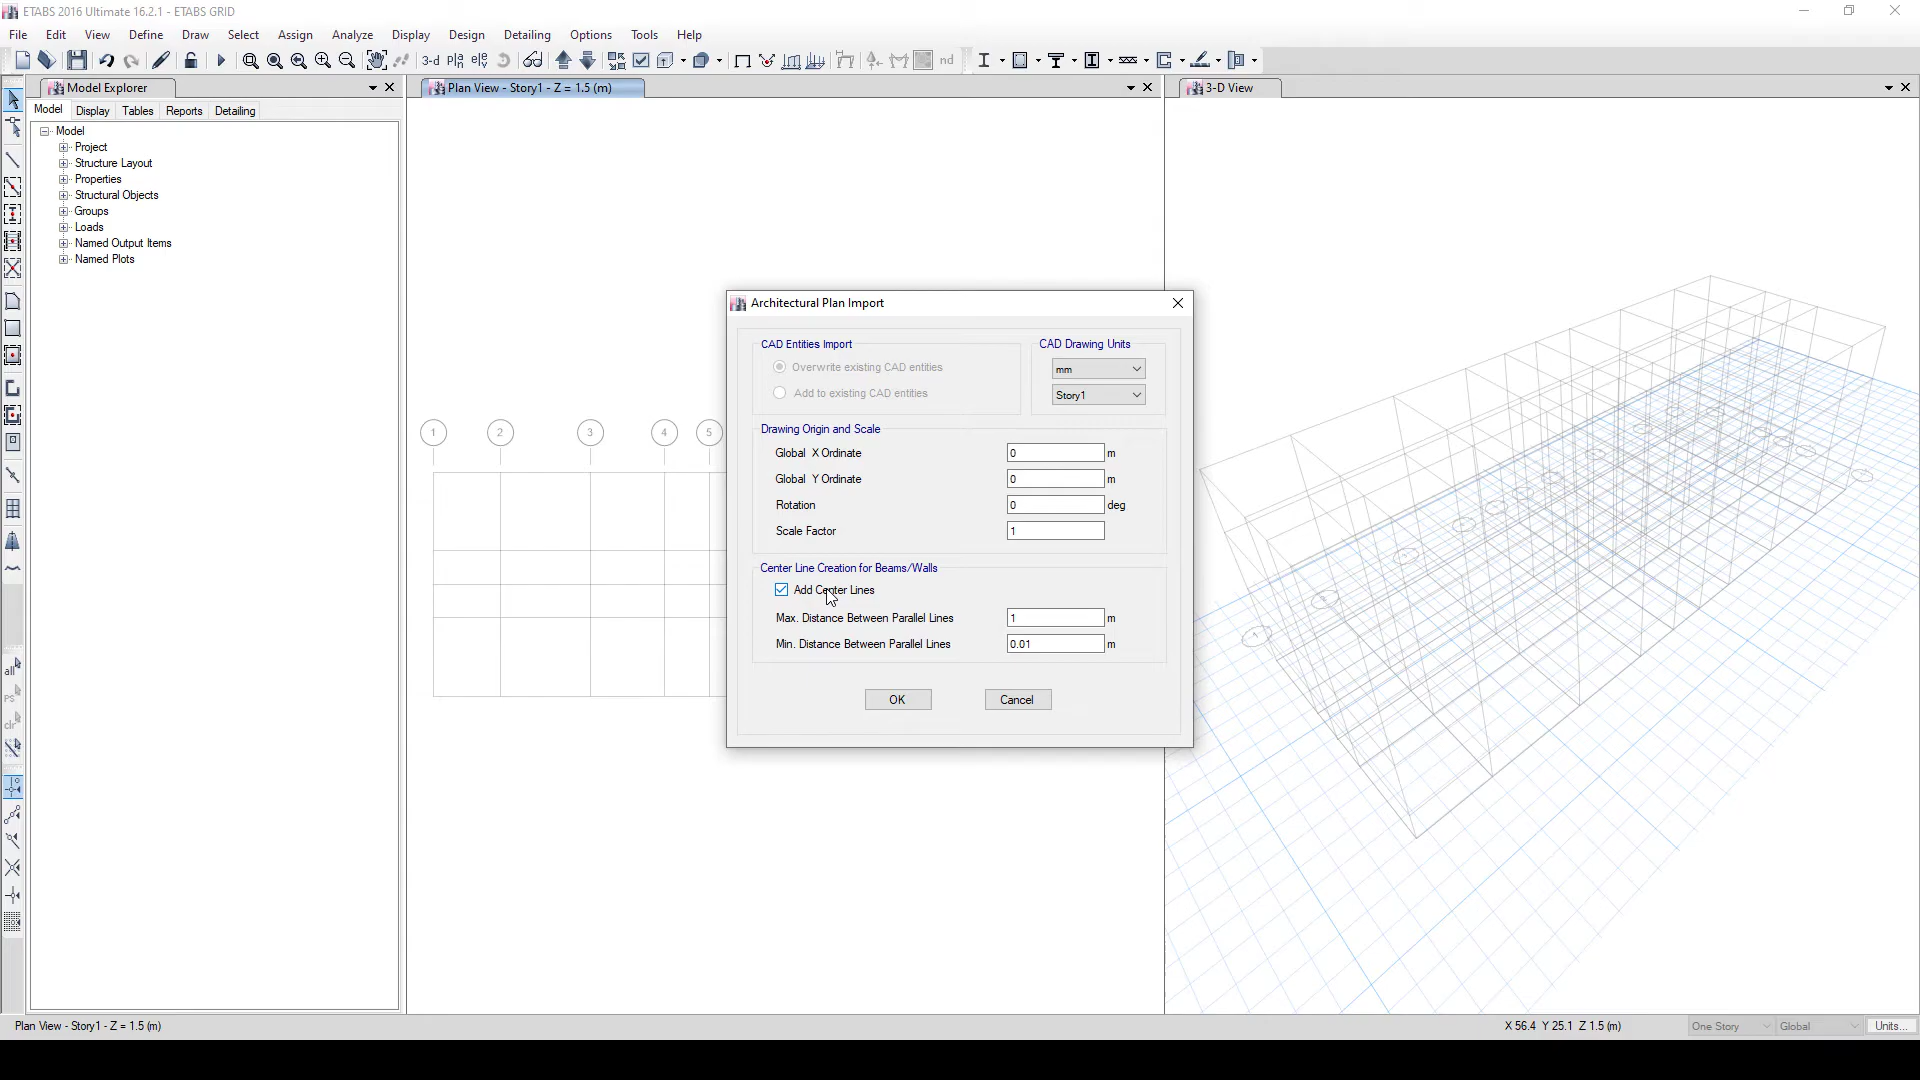 ETABS 2016 Ultimate 16.2.1 - ETABS GRID
File Edit View Define Draw Select Assign Analyze Display Design Detailing Options Tools Help
3-d nd
Model Explorer
Plan View - Story1 - Z = 1.5 (m)
3-D View
Model Display Tables Reports Detailing
Model
Project
Structure Layout
Properties
Structural Objects
Groups
Loads
Named Output Items
Named Plots
1 2 3 4 5
Architectural Plan Import
CAD Entities Import
Overwrite existing CAD entities
Add to existing CAD entities
CAD Drawing Units
mm
Story1
Drawing Origin and Scale
Global X Ordinate 0 m
Global Y Ordinate 0 m
Rotation 0 deg
Scale Factor 1
Center Line Creation for Beams/Walls
Add Center Lines
Max. Distance Between Parallel Lines 1 m
Min. Distance Between Parallel Lines 0.01 m
OK Cancel
all
PS
clr
Plan View - Story1 - Z = 1.5 (m)
X 56.4 Y 25.1 Z 1.5 (m)
One Story
Global
Units...